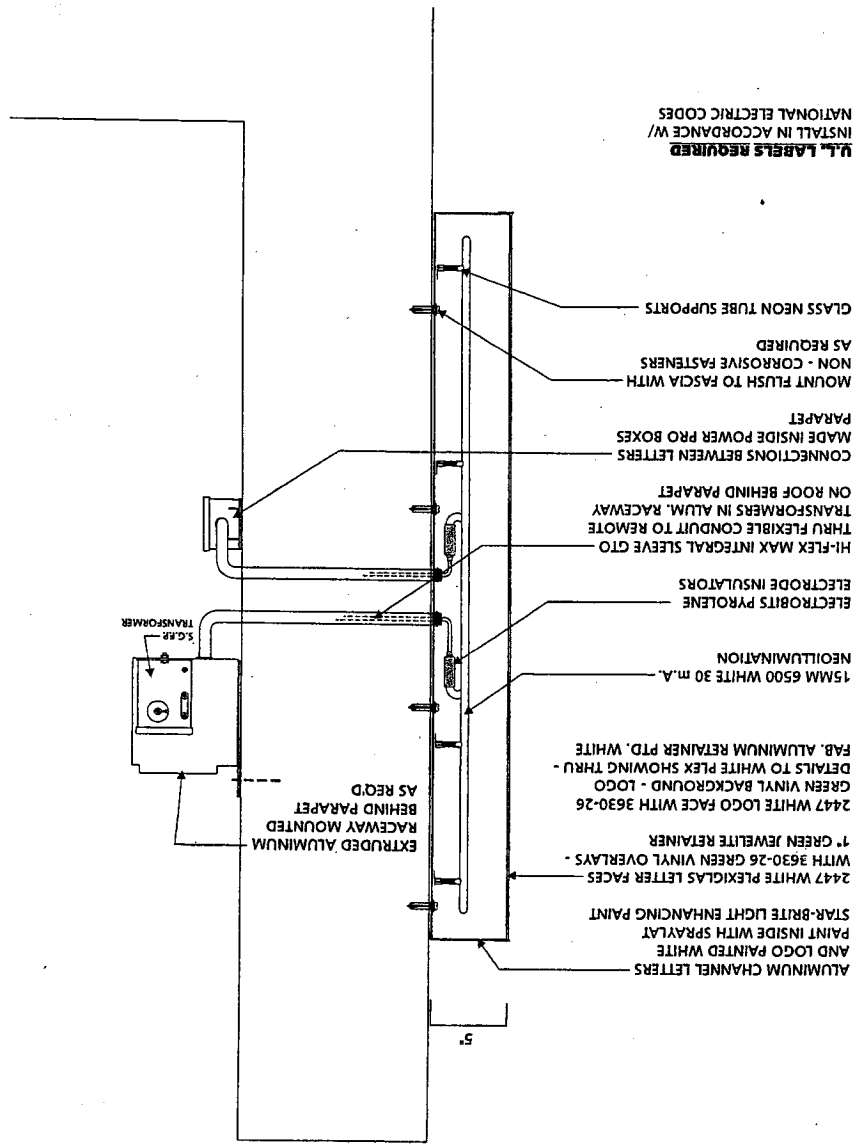 5"
ALUMINUM CHANNEL LETTERS
AND LOGO PAINTED WHITE
PAINT INSIDE WITH SPRAYLAT
STAR-BRITE LIGHT ENHANCING PAINT
2447 WHITE PLEXIGLAS LETTER FACES
WITH 3630-26 GREEN VINYL OVERLAYS -
1" GREEN JEWELITE RETAINER
2447 WHITE LOGO FACE WITH 3630-26
GREEN VINYL BACKGROUND - LOGO
DETAILS TO WHITE PLEX SHOWING THRU -
FAB. ALUMINUM RETAINER PTD. WHITE
EXTRUDED ALUMINUM
RACEWAY MOUNTED
BEHIND PARAPET
AS REQ'D
15MM 6500 WHITE 30 m.A.
NEOILLUMINATION
S.G.F.P.
TRANSFORMER
ELECTROBITS PYROLENE
ELECTRODE INSULATORS
HI-FLEX MAX INTEGRAL SLEEVE GTO
THRU FLEXIBLE CONDUIT TO REMOTE
TRANSFORMERS IN ALUM. RACEWAY
ON ROOF BEHIND PARAPET
CONNECTIONS BETWEEN LETTERS
MADE INSIDE POWER PRO BOXES
PARAPET
MOUNT FLUSH TO FASCIA WITH
NON - CORROSIVE FASTENERS
AS REQUIRED
GLASS NEON TUBE SUPPORTS
U.L. LABELS REQUIRED
INSTALL IN ACCORDANCE W/
NATIONAL ELECTRIC CODES